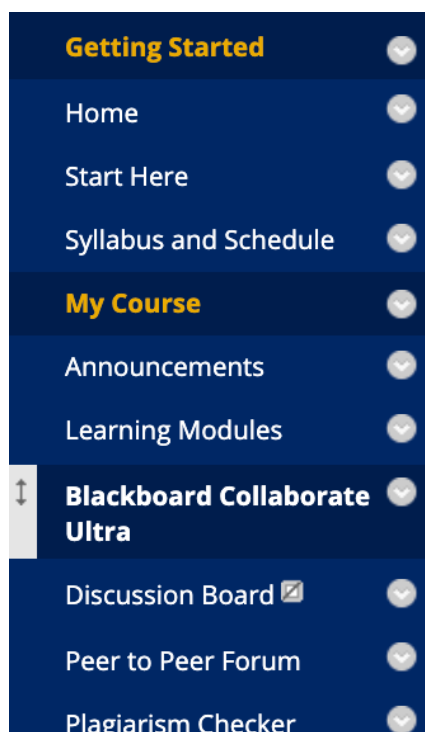 Getting Started
Home
Start Here
Syllabus and Schedule
My Course
Announcements
Learning Modules
Blackboard Collaborate
Ultra
Discussion Board
Peer to Peer Forum
Plagiarism Checker